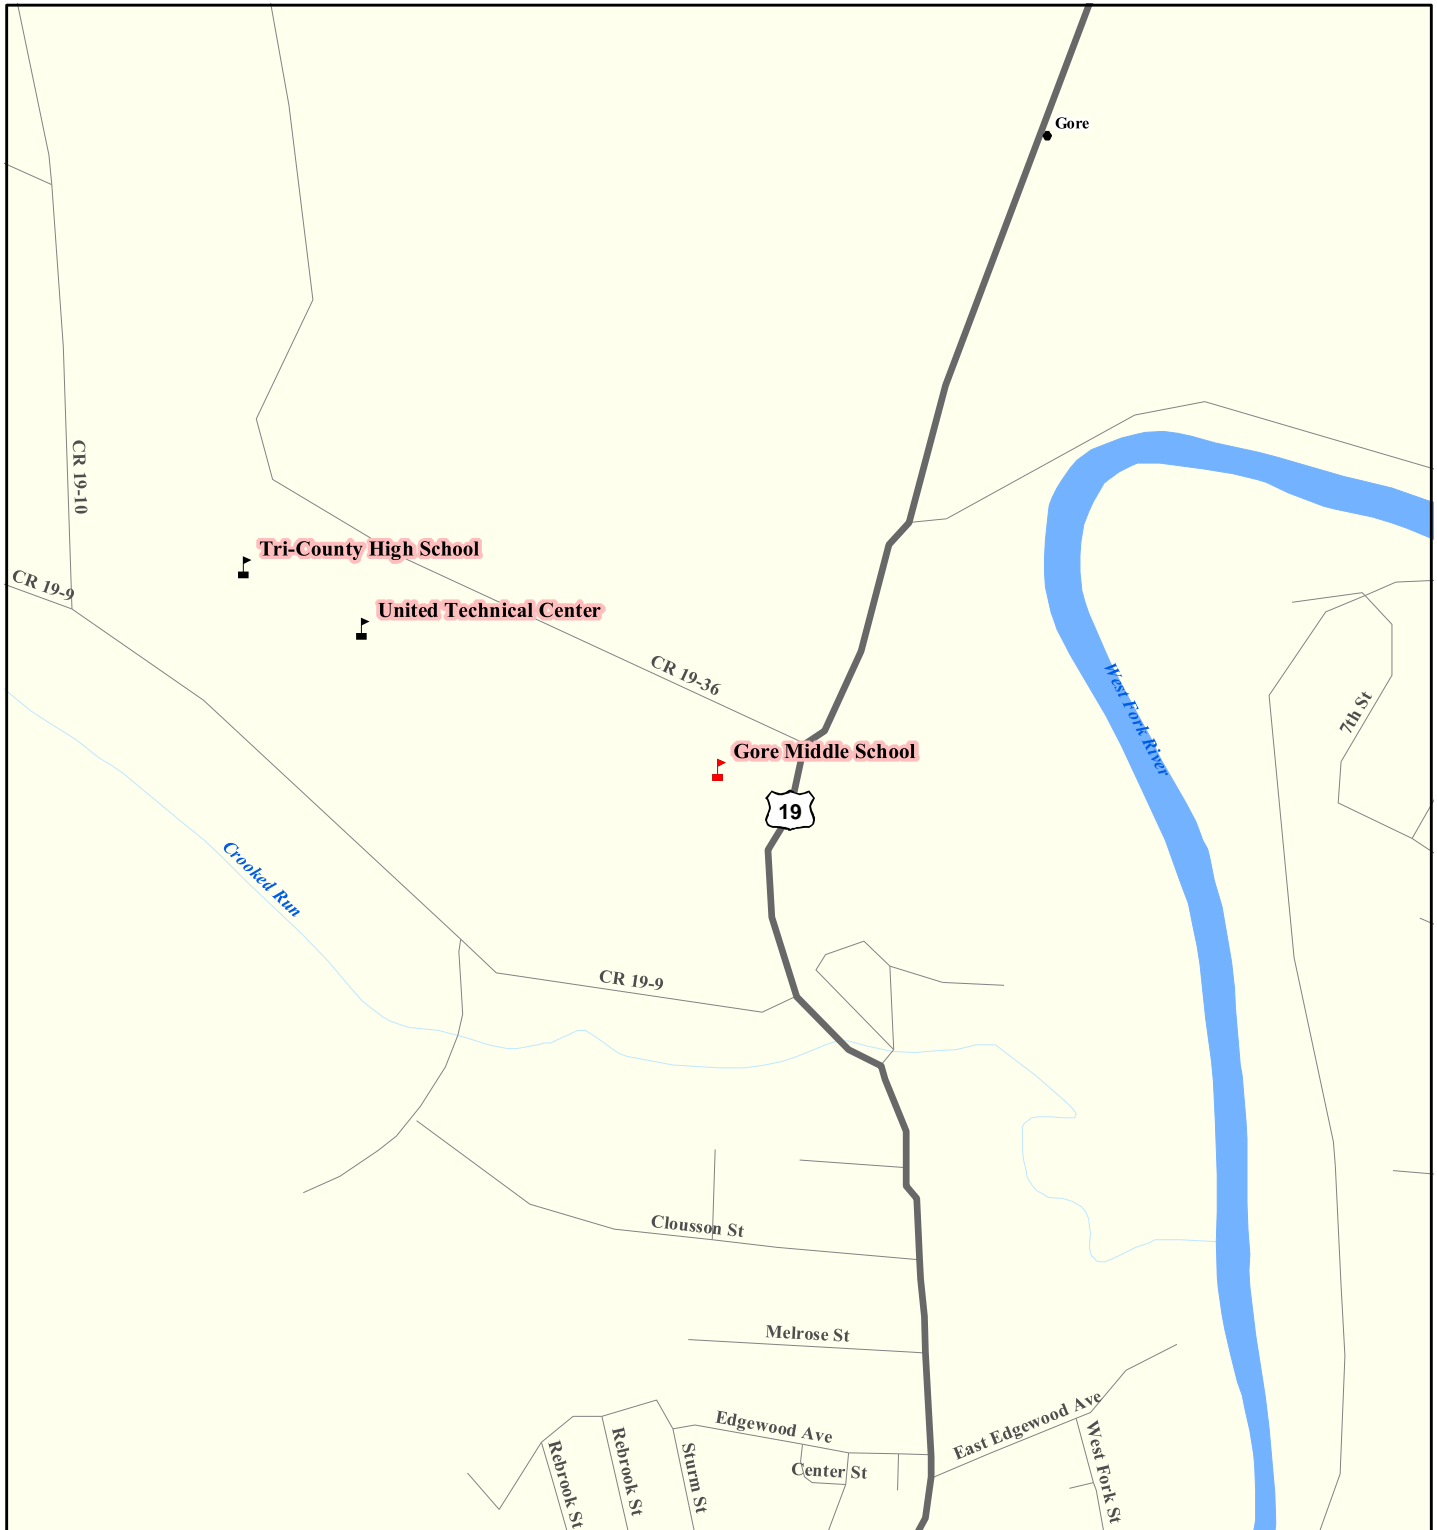 Gore
CR 19-10
Tri-County High School
CR 19-9
United Technical Center
CR 19-36
West Fork River
7th St
Gore Middle School
19
Crooked Run
CR 19-9
Clousson St
Melrose St
Edgewood Ave
East Edgewood Ave
Rebrook St
Rebrook St
Sturm St
Center St
West Fork St